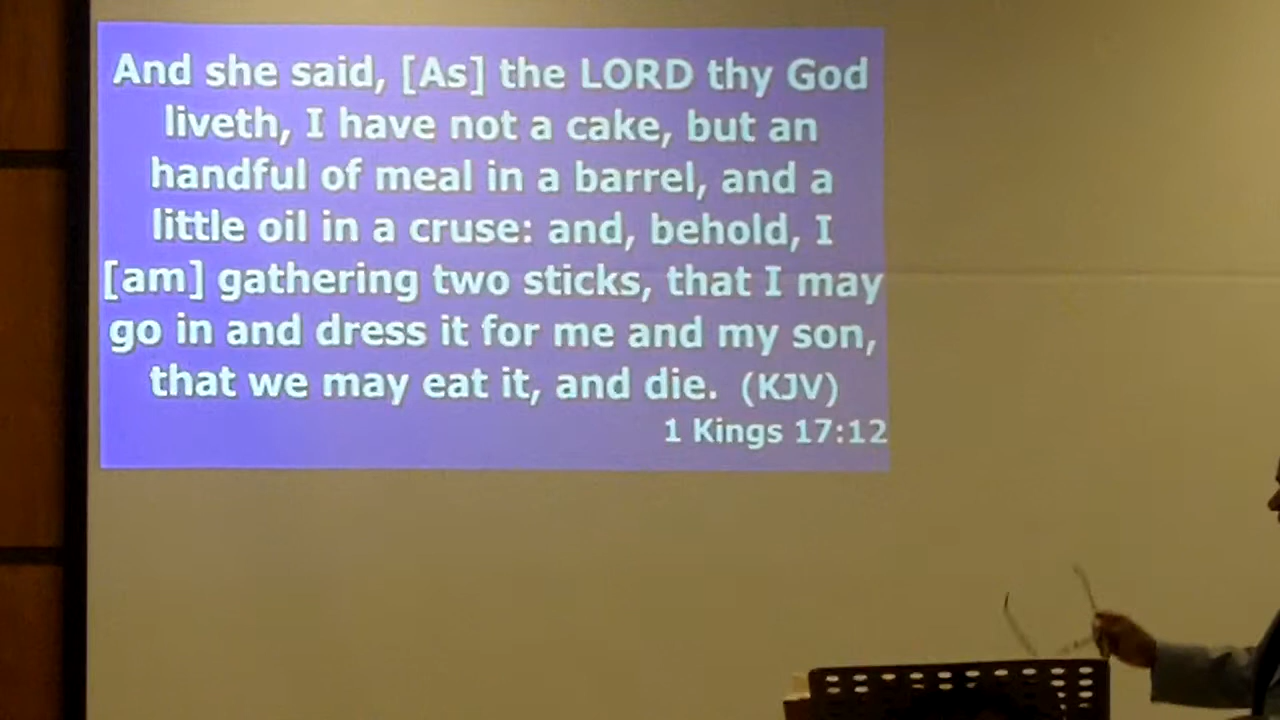 And she said, [As] the LORD thy God
liveth, I have not a cake, but an
handful of meal in a barrel, and a
little oil in a cruse: and, behold, I
[am] gathering two sticks, that I may
go in and dress it for me and my son,
that we may eat it, and die. (KJV)
1 Kings 17:12